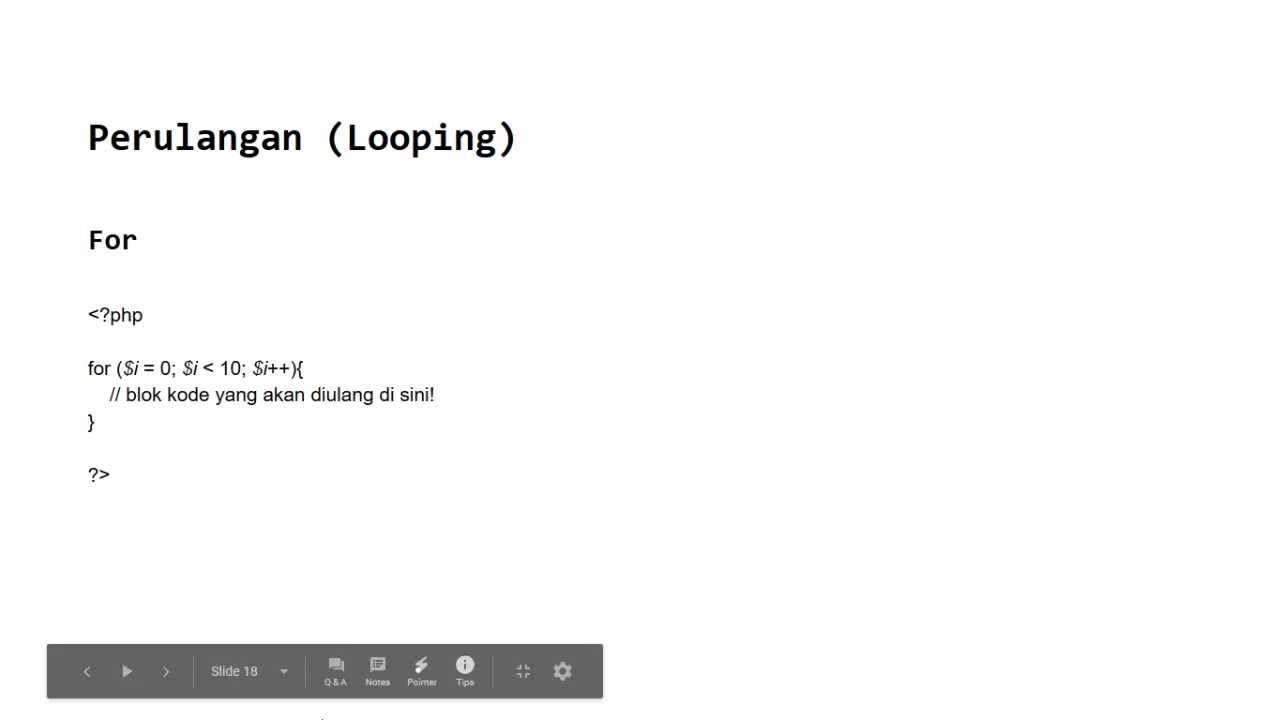 Perulangan (Looping)
For
<?php
for ($i = 0; $i < 10; $i++){
// blok kode yang akan diulang di sini!
}
?>
Slide 18
Q & A Notes Pointer Tips